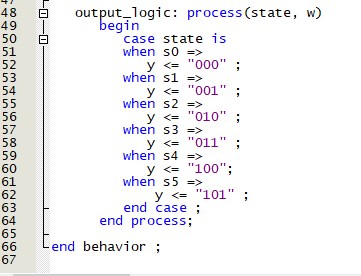 47
48 output_logic: process(state, w)
49 begin
50 case state is
51 when s0 =>
52 y <= "000" ;
53 when s1 =>
54 y <= "001" ;
55 when s2 =>
56 y <= "010" ;
57 when s3 =>
58 y <= "011" ;
59 when s4 =>
60 y <= "100";
61 when s5 =>
62 y <= "101" ;
63 end case ;
64 end process;
65
66 end behavior ;
67